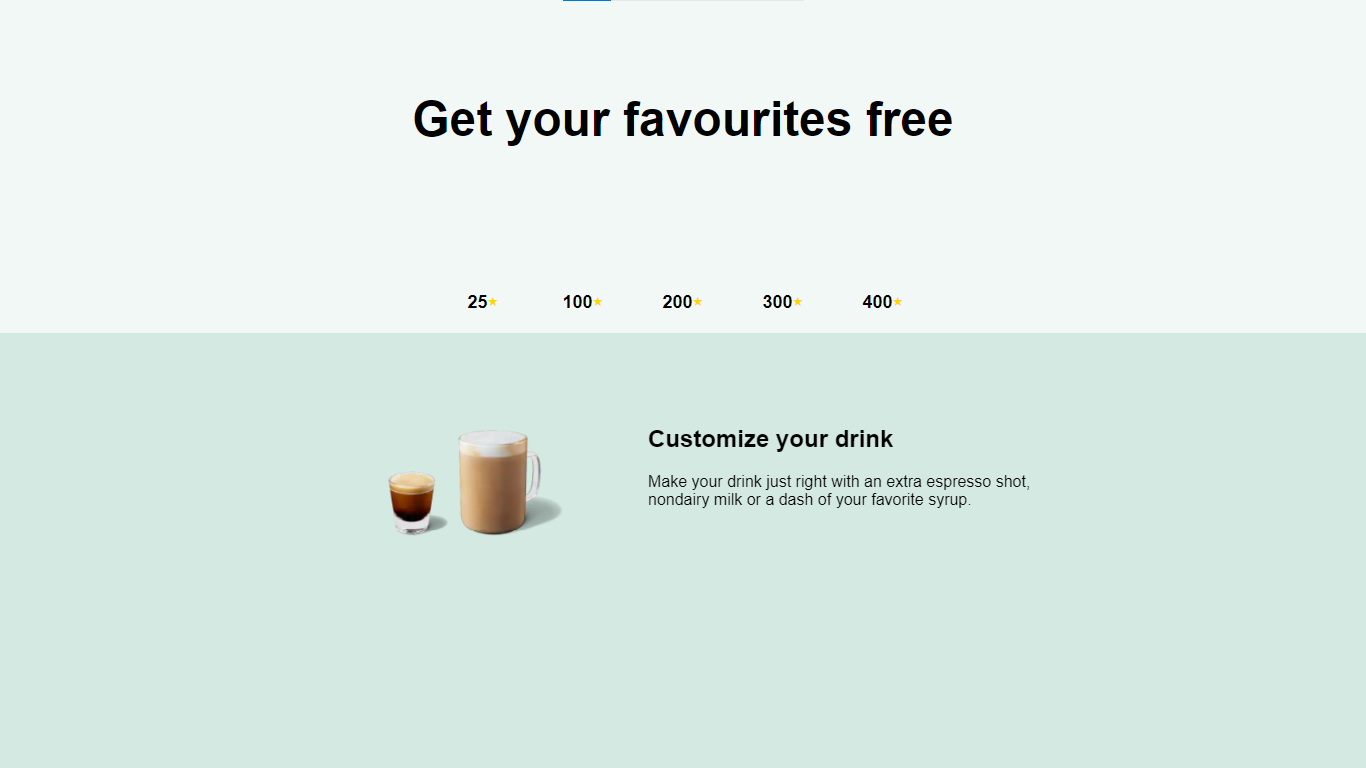 Get your favourites free
25★ 100★ 200★ 300★ 400★
Customize your drink
Make your drink just right with an extra espresso shot,
nondairy milk or a dash of your favorite syrup.